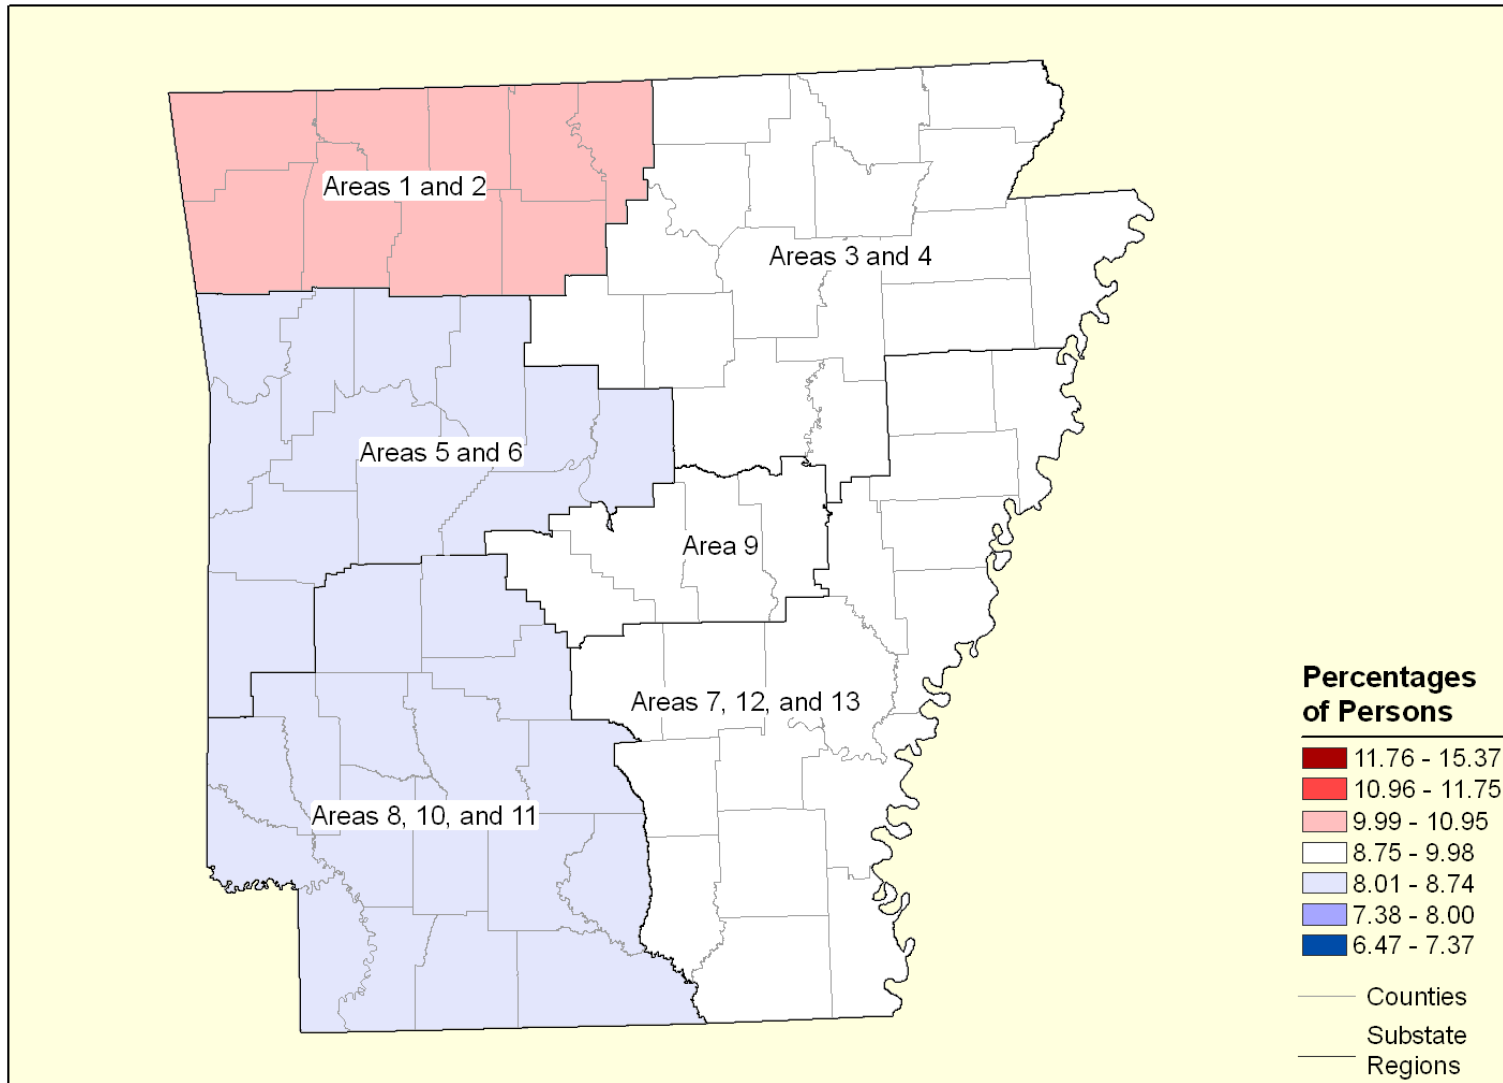 Areas 1 and 2
Areas 3 and 4
Areas 5 and 6
Area 9
Areas 7, 12, and 13
Areas 8, 10, and 11
Percentages
of Persons
11.76 - 15.37
10.96 - 11.75
9.99 - 10.95
8.75 - 9.98
8.01 - 8.74
7.38 - 8.00
6.47 - 7.37
Counties
Substate
Regions